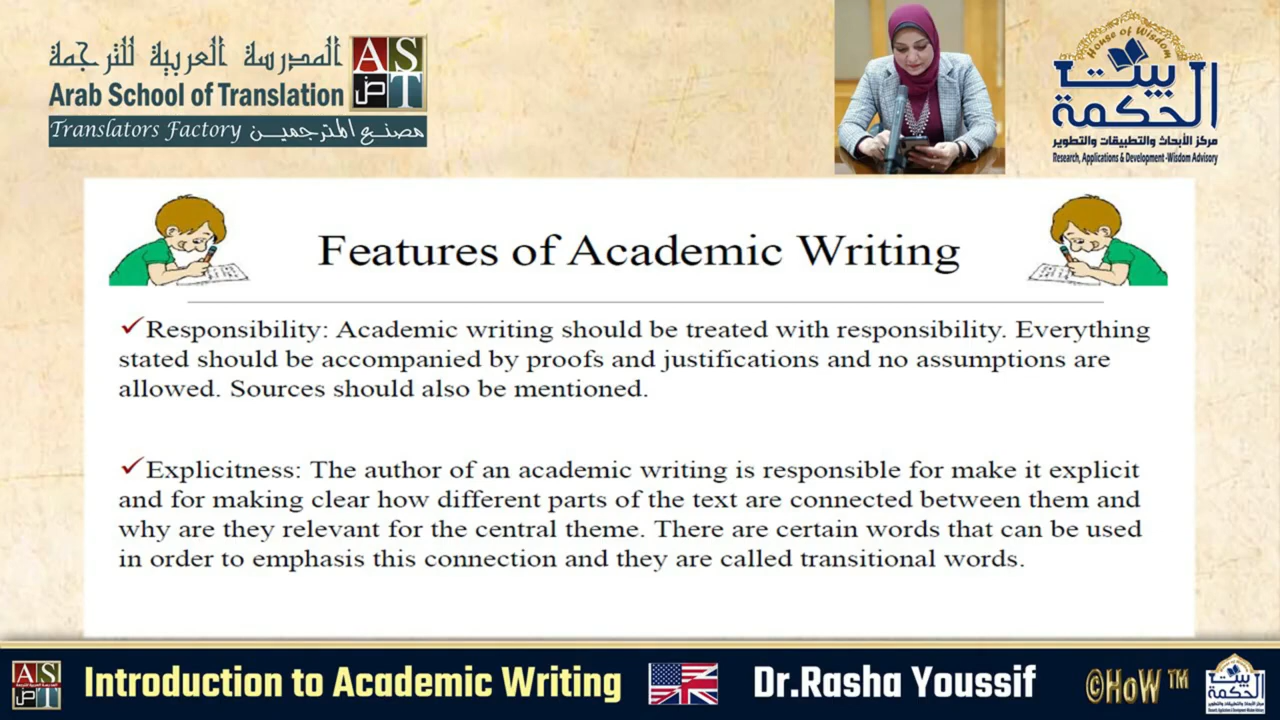 المدرسة العربية للترجمة
AS
ض T
Arab School of Translation
Translators Factory مصنع المترجمين
House of Wisdom
بيت
الحكمة
مركز الأبحاث والتطبيقات والتطوير
Research, Applications & Development -Wisdom Advisory
Features of Academic Writing
✓Responsibility: Academic writing should be treated with responsibility. Everything
stated should be accompanied by proofs and justifications and no assumptions are
allowed. Sources should also be mentioned.
✓Explicitness: The author of an academic writing is responsible for make it explicit
and for making clear how different parts of the text are connected between them and
why are they relevant for the central theme. There are certain words that can be used
in order to emphasis this connection and they are called transitional words.
AS
ض T
Introduction to Academic Writing
Dr.Rasha Youssif
©HoW™
بيت
الحكمة